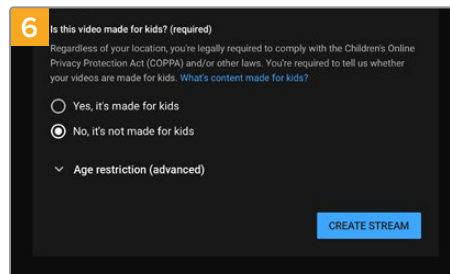 6
Is this video made for kids? (required)
Regardless of your location, you're legally required to comply with the Children's Online
Privacy Protection Act (COPPA) and/or other laws. You're required to tell us whether
your videos are made for kids. What's content made for kids?
Yes, it's made for kids
No, it's not made for kids
Age restriction (advanced)
CREATE STREAM